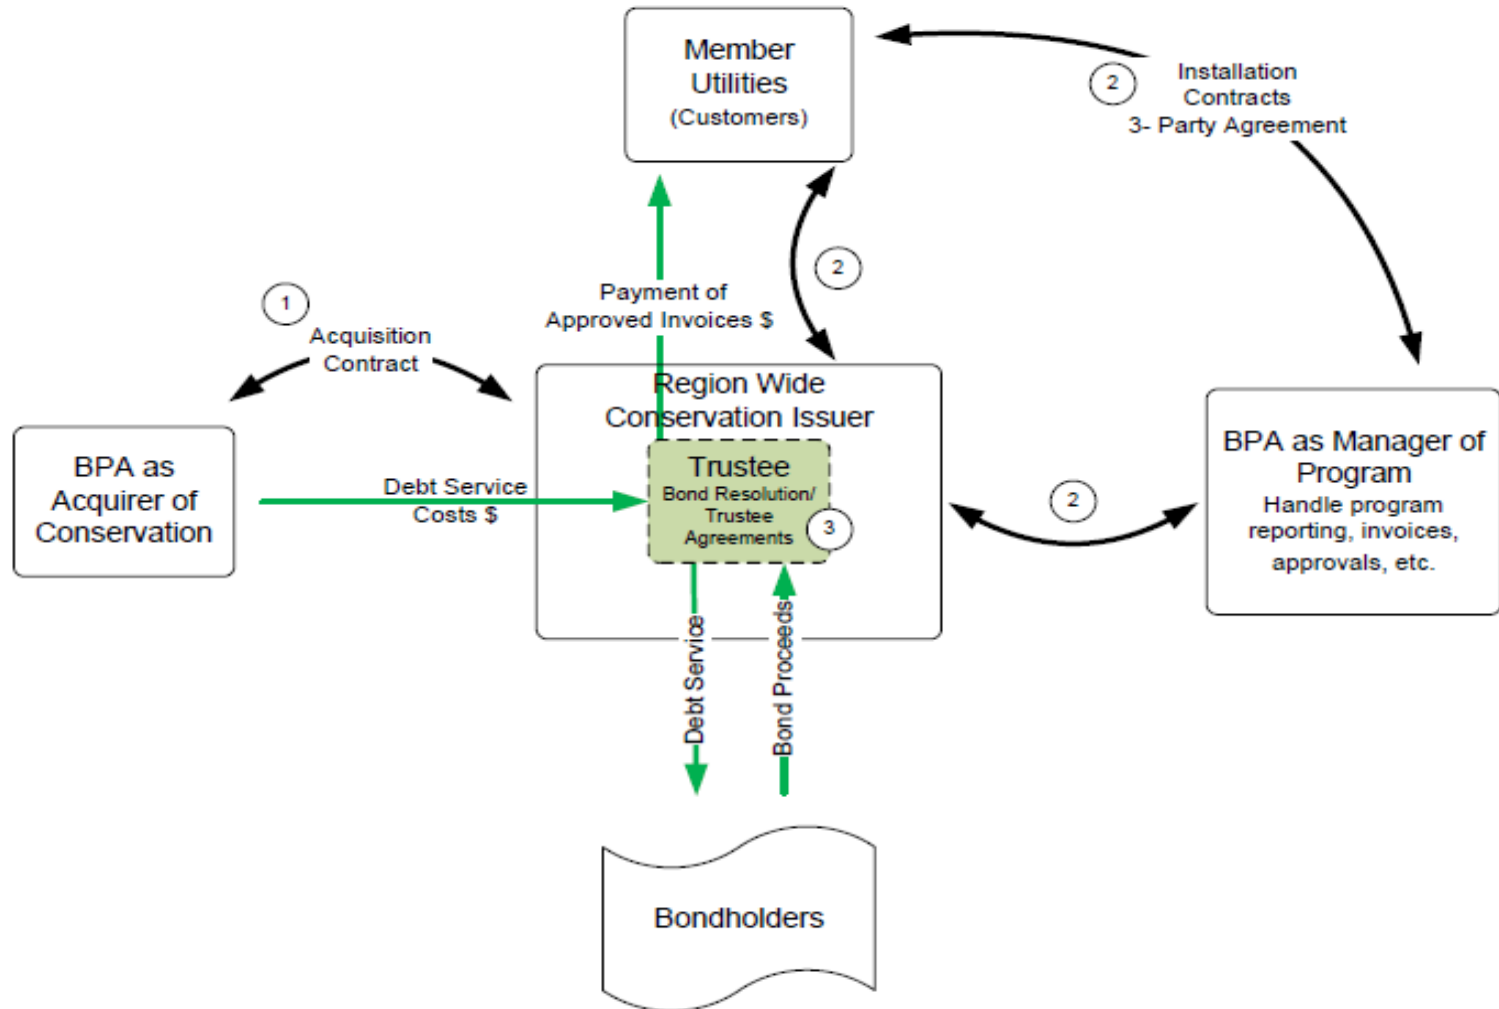 Member
Utilities
(Customers)
2
Installation
Contracts
3- Party Agreement
2
1
Acquisition
Contract
Payment of
Approved Invoices $
Region Wide
Conservation Issuer
BPA as
Acquirer of
Conservation
Debt Service
Costs $
Trustee
Bond Resolution/
Trustee
Agreements
3
2
BPA as Manager of
Program
Handle program
reporting, invoices,
approvals, etc.
Debt Service
Bond Proceeds
Bondholders